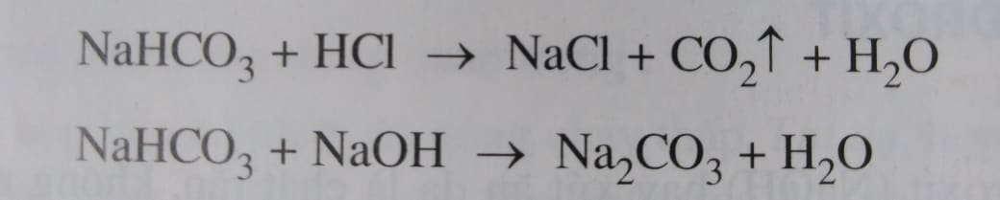 NaHCO₃ + HCl → NaCl + CO₂↑ + H₂O
NaHCO₃ + NaOH → Na₂CO₃ + H₂O